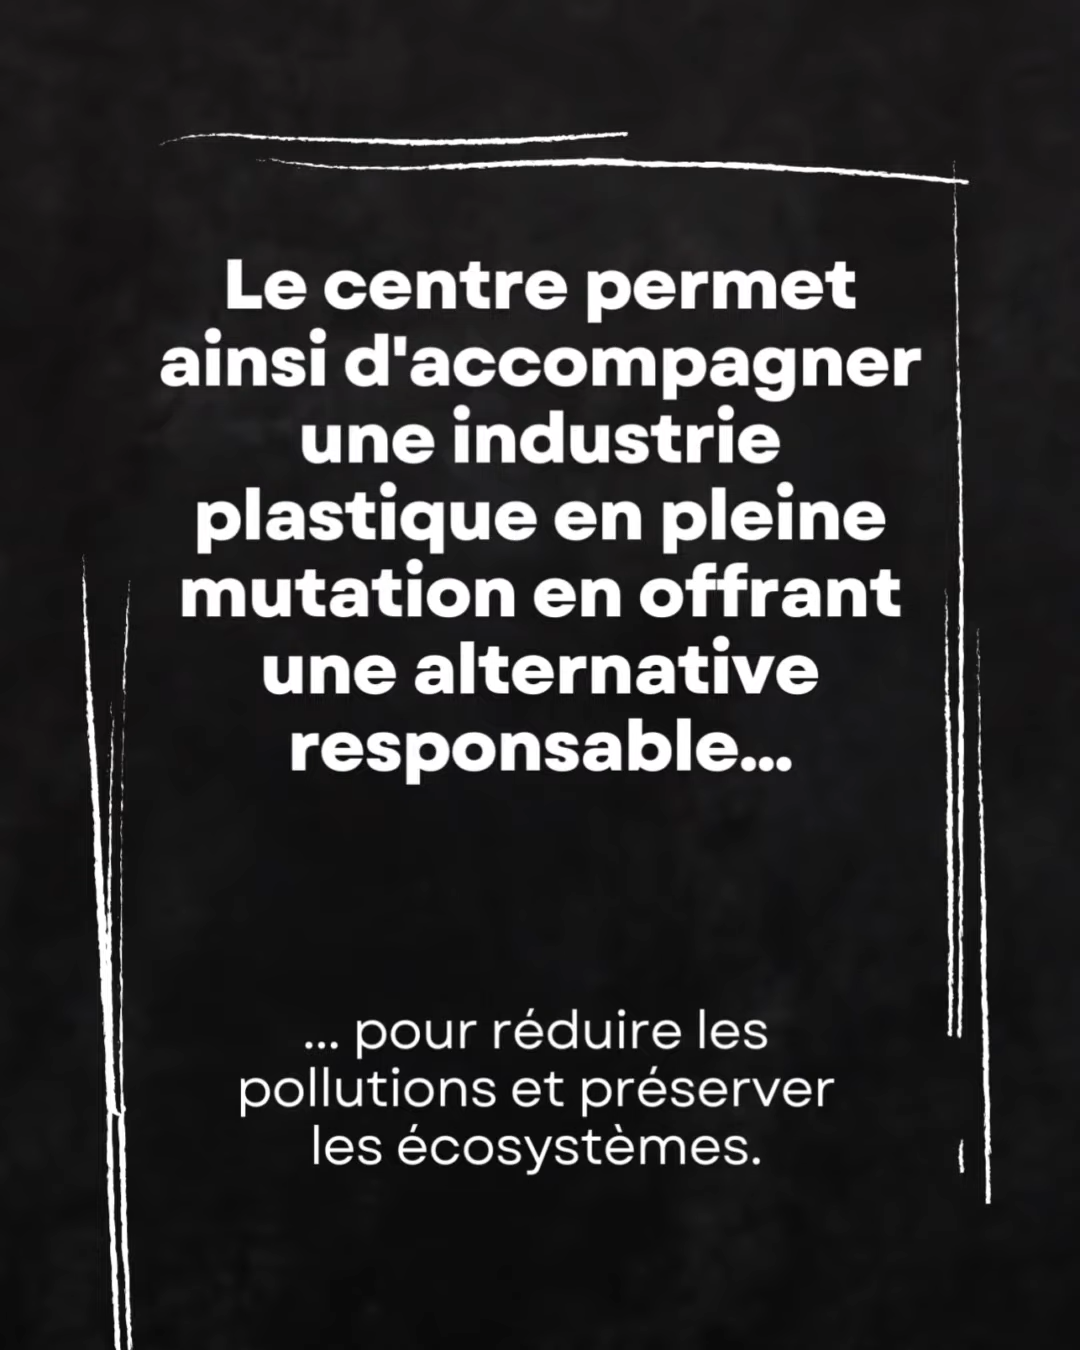 Le centre permet
ainsi d'accompagner
une industrie
plastique en pleine
mutation en offrant
une alternative
responsable...
... pour réduire les
pollutions et préserver
les écosystèmes.